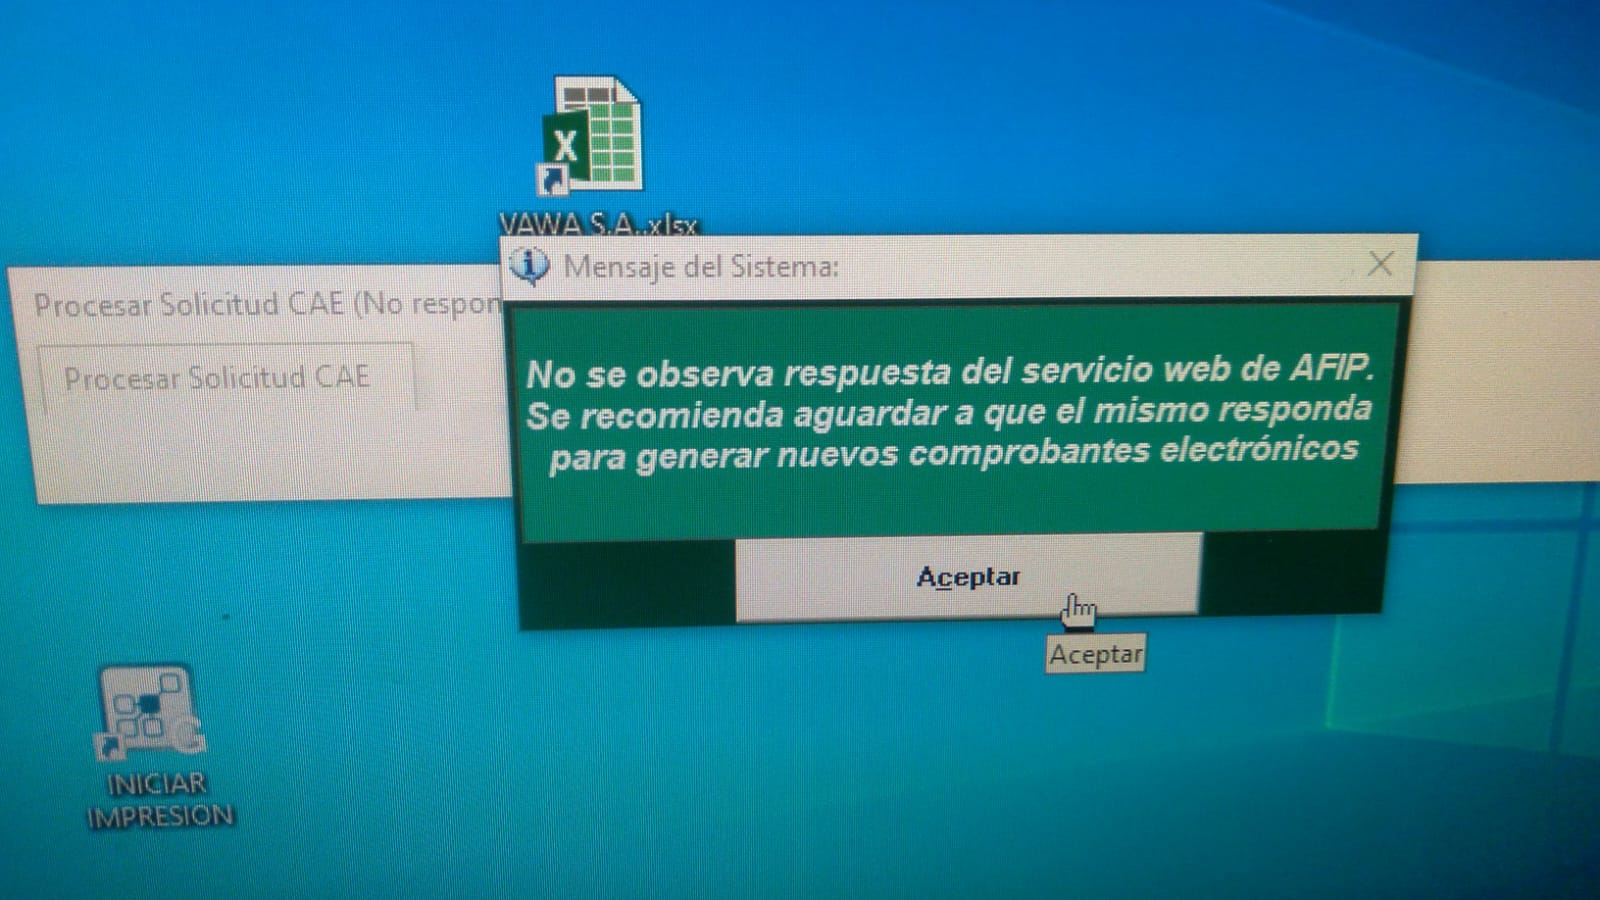 X
VAWA S.A..xlsx
Mensaje del Sistema:
Procesar Solicitud CAE (No respon
Procesar Solicitud CAE
No se observa respuesta del servicio web de AFIP.
Se recomienda aguardar a que el mismo responda
para generar nuevos comprobantes electrónicos
Aceptar
Aceptar
INICIAR
IMPRESION